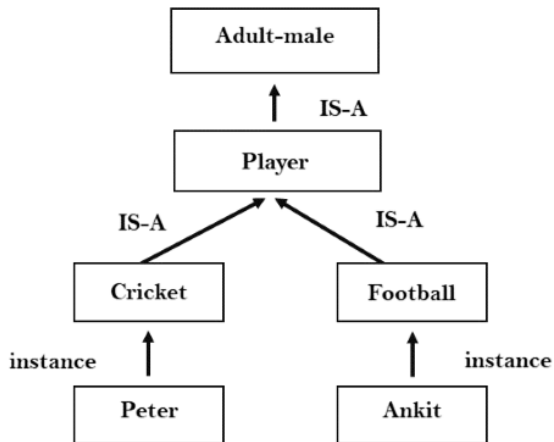 Adult-male
IS-A
Player
IS-A
IS-A
Cricket
Football
instance
instance
Peter
Ankit